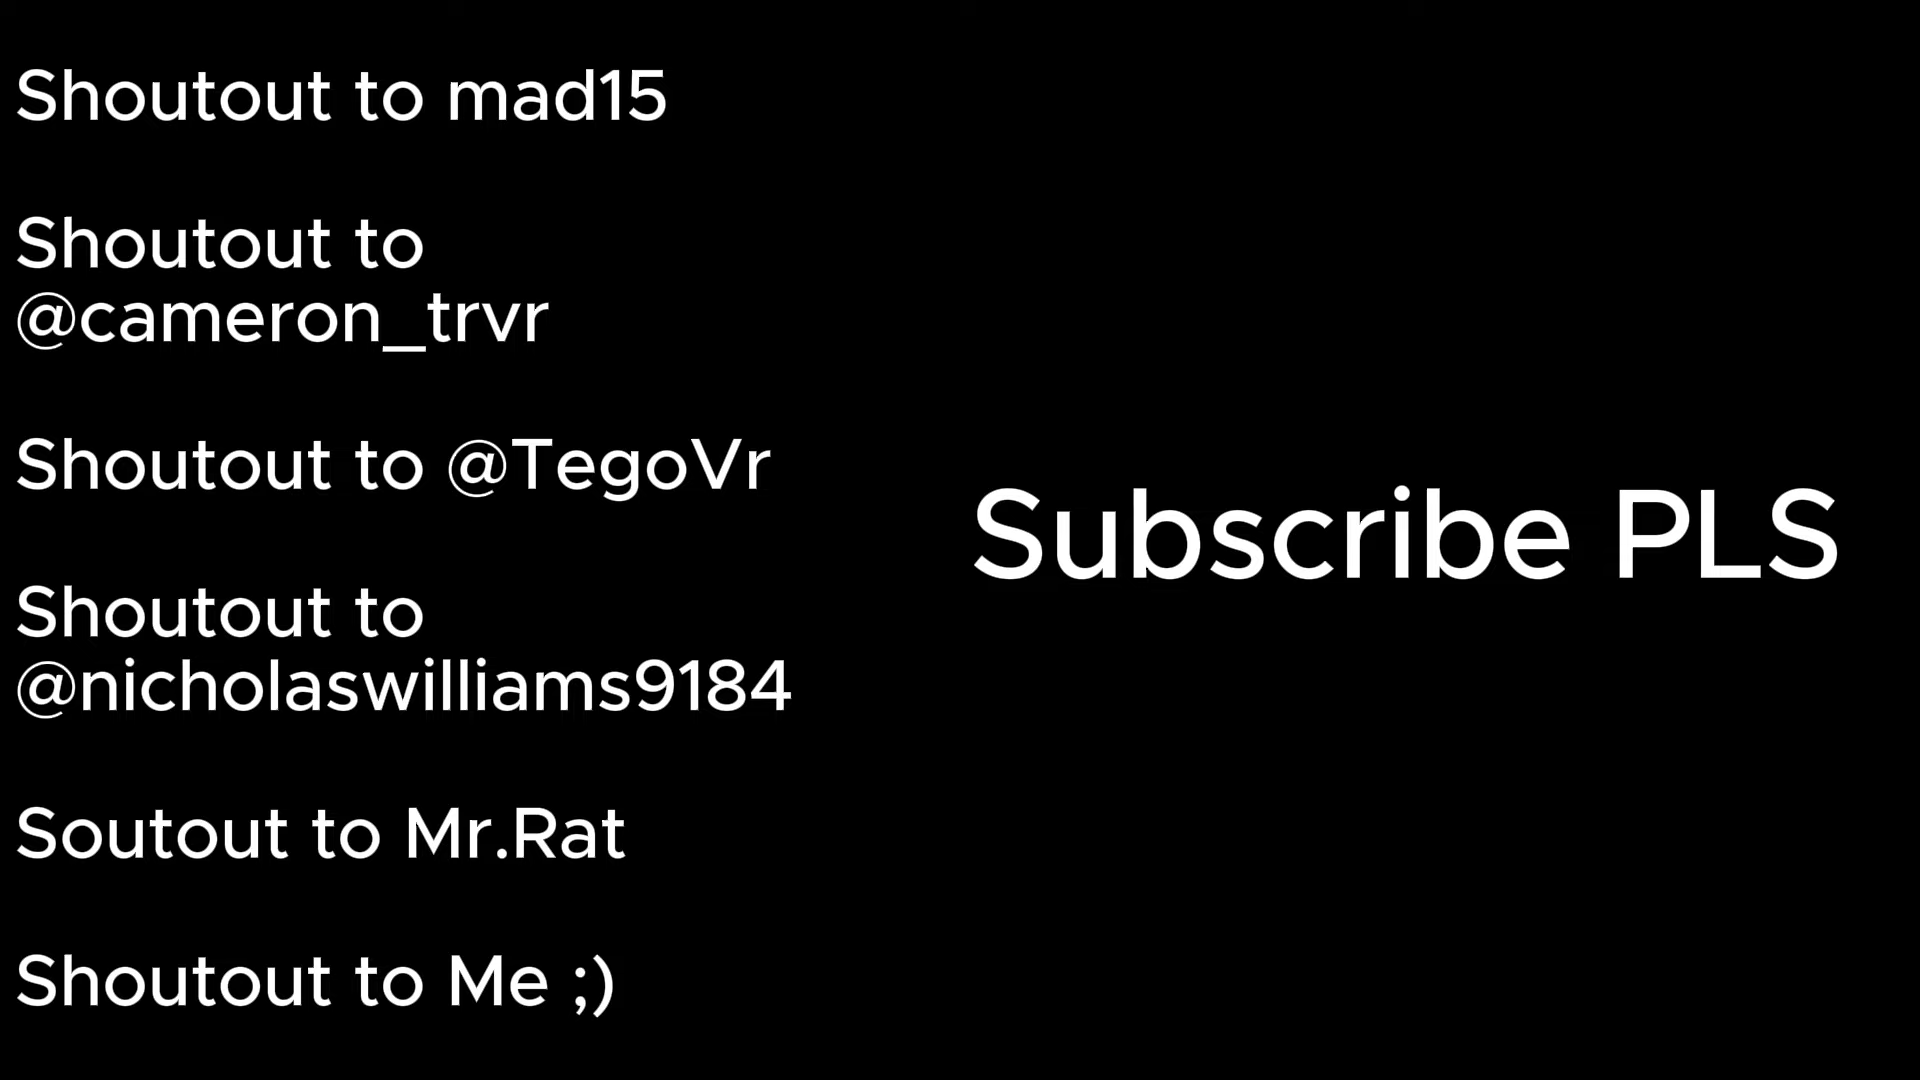 Shoutout to mad15
Shoutout to
@cameron_trvr
Shoutout to @TegoVr
Shoutout to
@nicholaswilliams9184
Soutout to Mr.Rat
Shoutout to Me ;)
Subscribe PLS